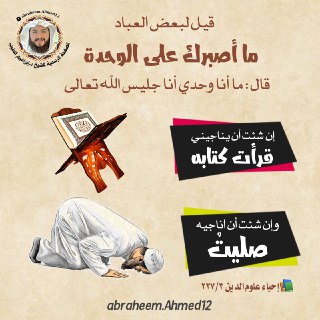 قيل لبعض العباد
ما أصبرك على الوحدة
قال : ما أنا وحدي أنا جليس الله تعالى
إن شئت أن يناجيني
قرأت كتابه
وإن شئت أن اناجيه
صليتُ
إحياء علوم الدين ٢٢٧/٢
abraheem.Ahmed12